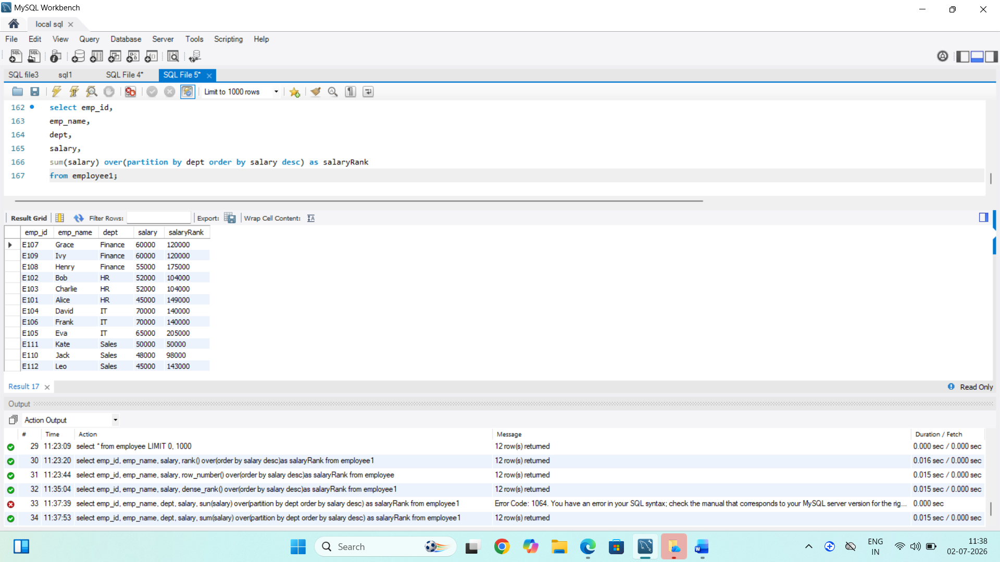 MySQL Workbench
local sql
File Edit View Query Database Server Tools Scripting Help
SQL file3 sql1 SQL File 4* SQL File 5*
Limit to 1000 rows
162 select emp_id,
163 emp_name,
164 dept,
165 salary,
166 sum(salary) over(partition by dept order by salary desc) as salaryRank
167 from employee1;
Result Grid Filter Rows: Export: Wrap Cell Content:
emp_id emp_name dept salary salaryRank
E107 Grace Finance 60000 120000
E109 Ivy Finance 60000 120000
E108 Henry Finance 55000 175000
E102 Bob HR 52000 104000
E103 Charlie HR 52000 104000
E101 Alice HR 45000 149000
E104 David IT 70000 140000
E106 Frank IT 70000 140000
E105 Eva IT 65000 205000
E111 Kate Sales 50000 50000
E110 Jack Sales 48000 98000
E112 Leo Sales 45000 143000
Result 17 Read Only
Output
Action Output
# Time Action Message Duration / Fetch
29 11:23:09 select * from employee LIMIT 0, 1000 12 row(s) returned 0.000 sec / 0.000 sec
30 11:23:20 select emp_id, emp_name, salary, rank() over(order by salary desc)as salaryRank from employee1 12 row(s) returned 0.016 sec / 0.000 sec
31 11:23:44 select emp_id, emp_name, salary, row_number() over(order by salary desc)as salaryRank from employee 12 row(s) returned 0.015 sec / 0.000 sec
32 11:35:04 select emp_id, emp_name, salary, dense_rank() over(order by salary desc)as salaryRank from employee1 12 row(s) returned 0.015 sec / 0.000 sec
33 11:37:39 select emp_id, emp_name, dept, salary, sun(salary) over(partition by dept order by salary desc) as salaryRank from employee1 Error Code: 1064. You have an error in your SQL syntax; check the manual that corresponds to your MySQL server version for the rig... 0.000 sec
34 11:37:53 select emp_id, emp_name, dept, salary, sum(salary) over(partition by dept order by salary desc) as salaryRank from employee1 12 row(s) returned 0.015 sec / 0.000 sec
Search
ENG
IN
11:38
02-07-2026